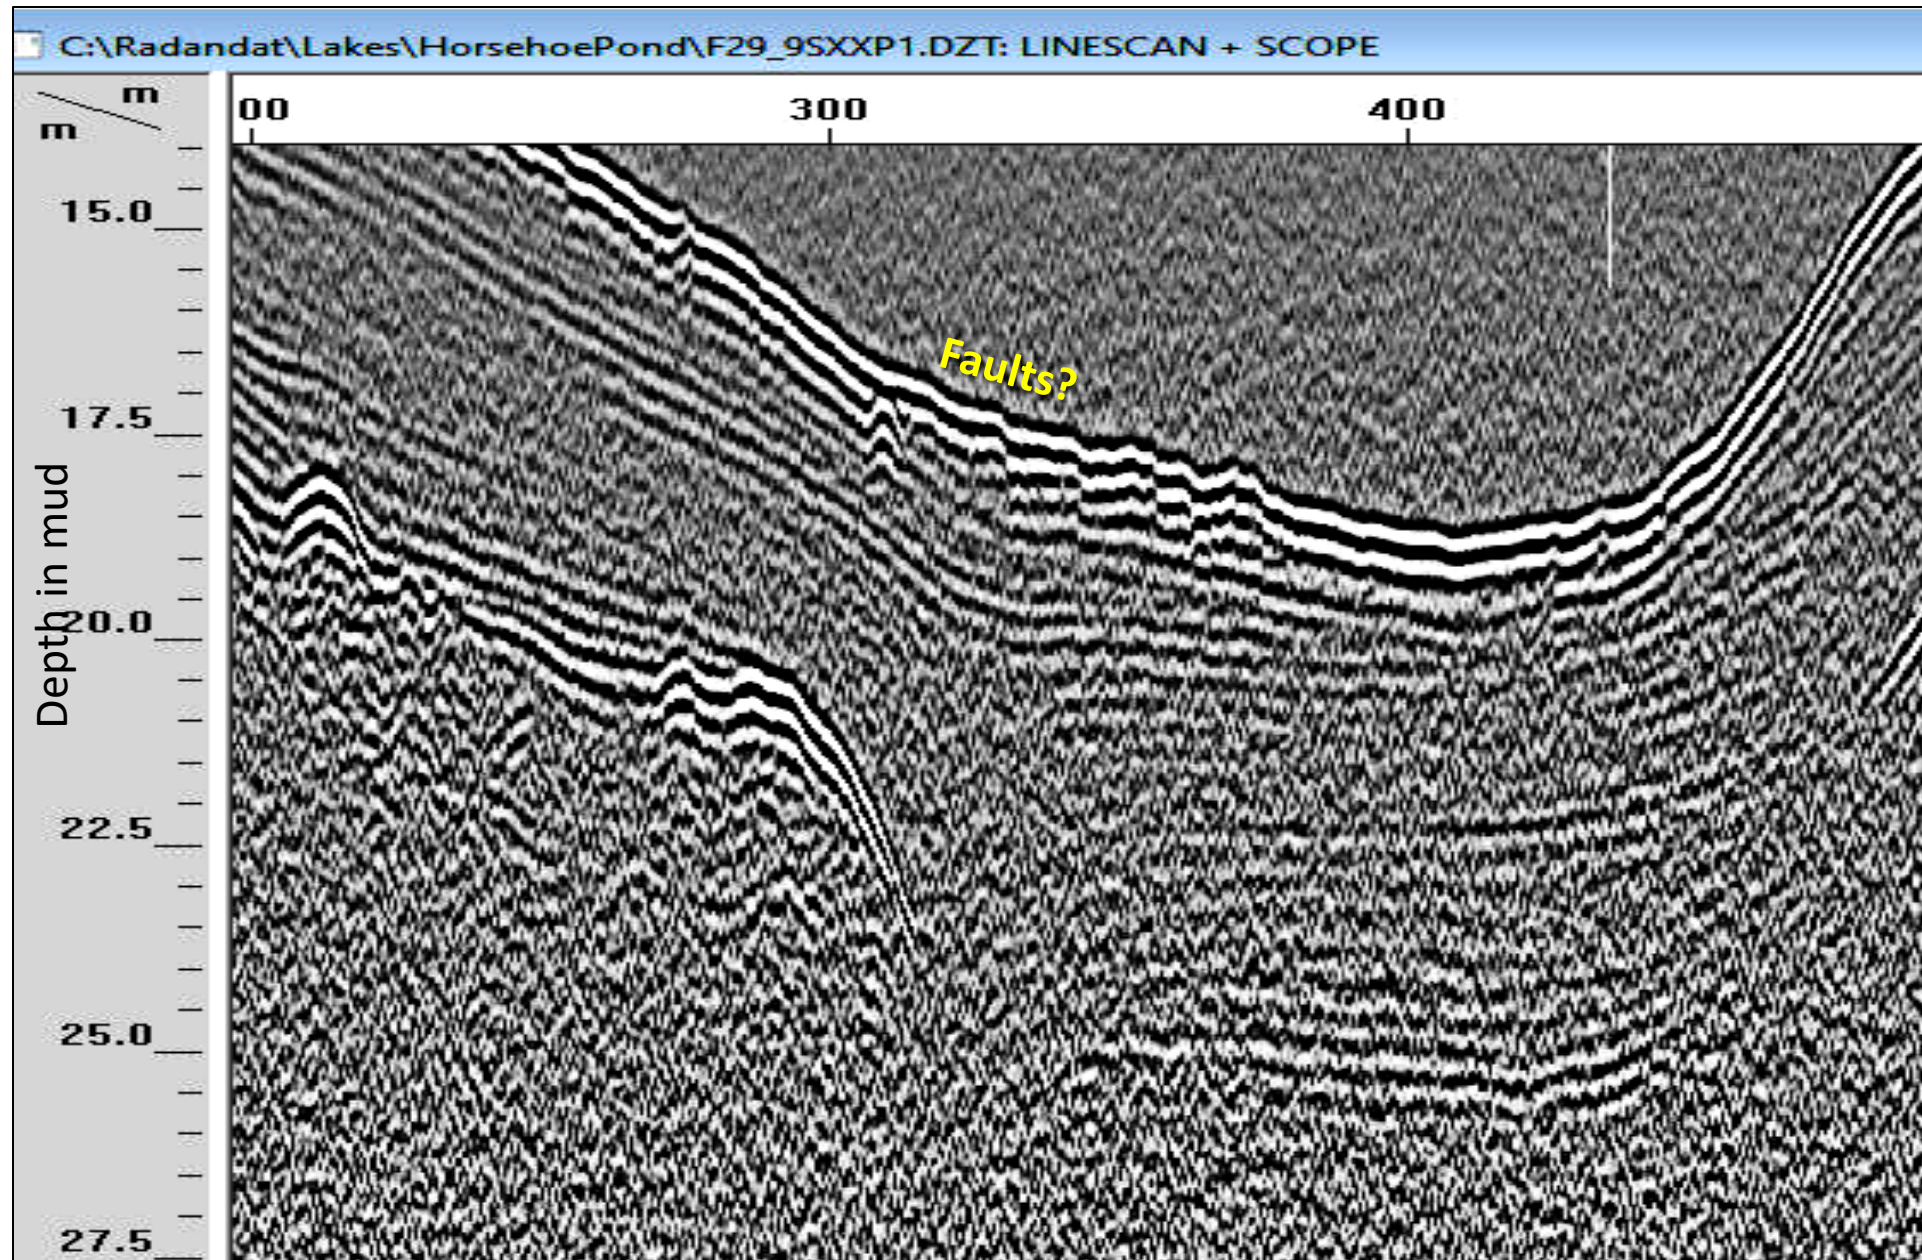 C:\Radandat\Lakes\HorsehoePond\F29_9SXXP1.DZT: LINESCAN + SCOPE
m
m
00 300 400
15.0
Faults?
17.5
Depth in mud
20.0
22.5
25.0
27.5